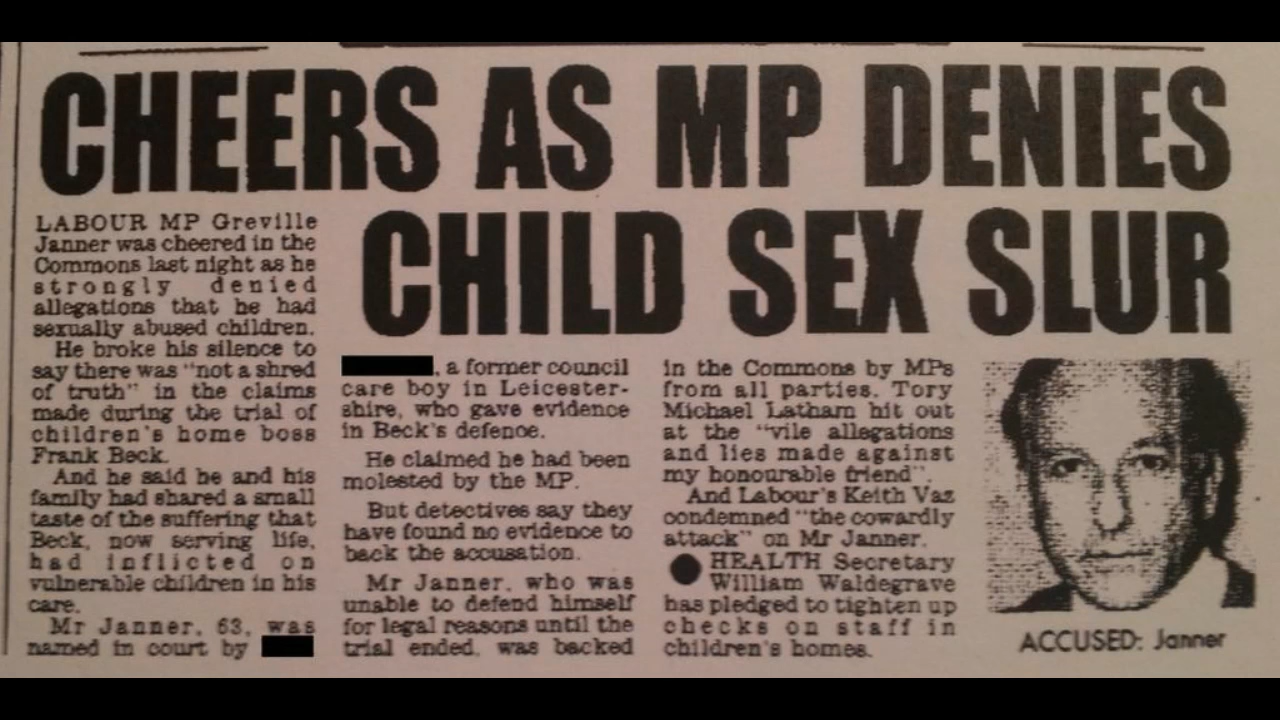 CHEERS AS MP DENIES
CHILD SEX SLUR
LABOUR MP Greville
Janner was cheered in the
Commons last night as he
strongly denied
allegations that he had
sexually abused children.
He broke his silence to
say there was "not a shred
of truth" in the claims
made during the trial of
children's home boss
Frank Beck.
And he said he and his
family had shared a small
taste of the suffering that
Beck, now serving life,
had inflicted on
vulnerable children in his
care.
Mr Janner, 63, was
named in court by
, a former council
care boy in Leicester-
shire, who gave evidence
in Beck's defence.
He claimed he had been
molested by the MP.
But detectives say they
have found no evidence to
back the accusation.
Mr Janner, who was
unable to defend himself
for legal reasons until the
trial ended, was backed
in the Commons by MPs
from all parties. Tory
Michael Latham hit out
at the "vile allegations
and lies made against
my honourable friend".
And Labour's Keith Vaz
condemned "the cowardly
attack" on Mr Janner.
● HEALTH Secretary
William Waldegrave
has pledged to tighten up
checks on staff in
children's homes.
ACCUSED: Janner